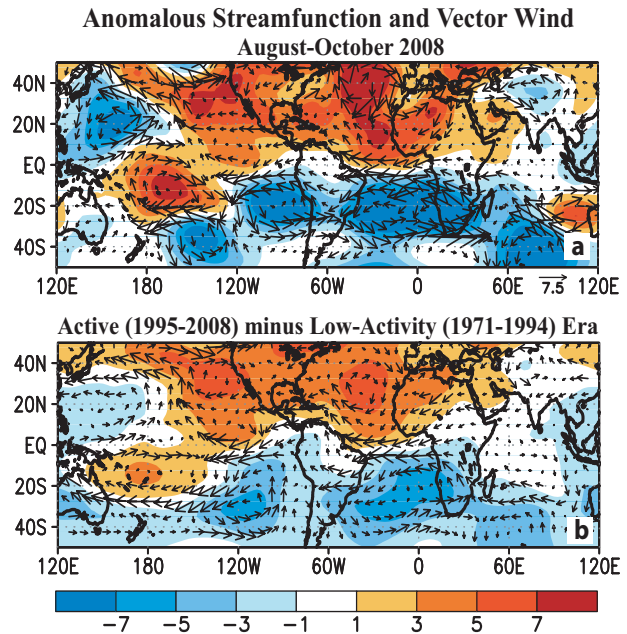 Anomalous Streamfunction and Vector Wind
August-October 2008
40N
20N
EQ
20S
40S
a
120E 180 120W 60W 0 60E 120E
7.5
Active (1995-2008) minus Low-Activity (1971-1994) Era
40N
20N
EQ
20S
40S
b
120E 180 120W 60W 0 60E 120E
−7 −5 −3 −1 1 3 5 7